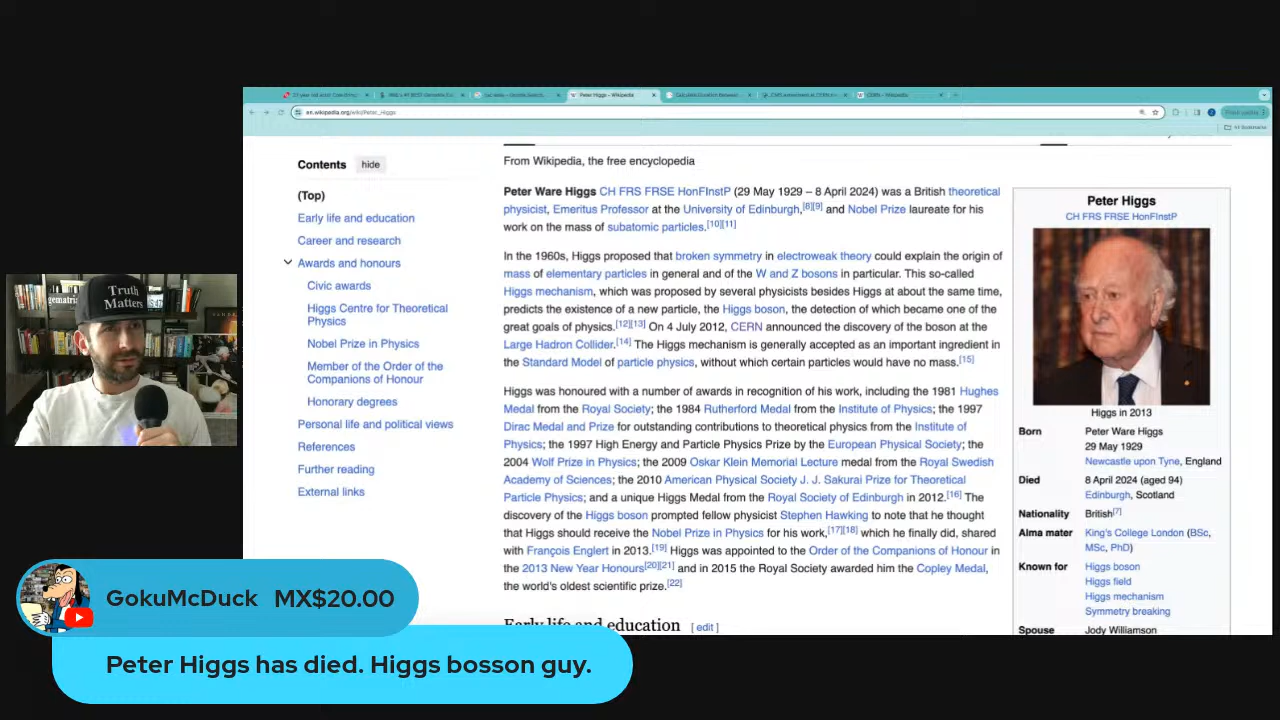 Peter Higgs - Wikipedia
CERN - Wikipedia
en.wikipedia.org/wiki/Peter_Higgs
All Bookmarks
Contents hide
(Top)
Early life and education
Career and research
Awards and honours
Civic awards
Higgs Centre for Theoretical
Physics
Nobel Prize in Physics
Member of the Order of the
Companions of Honour
Honorary degrees
Personal life and political views
References
Further reading
External links
From Wikipedia, the free encyclopedia
Peter Ware Higgs CH FRS FRSE HonFInstP (29 May 1929 – 8 April 2024) was a British theoretical
physicist, Emeritus Professor at the University of Edinburgh,[8][9] and Nobel Prize laureate for his
work on the mass of subatomic particles.[10][11]
In the 1960s, Higgs proposed that broken symmetry in electroweak theory could explain the origin of
mass of elementary particles in general and of the W and Z bosons in particular. This so-called
Higgs mechanism, which was proposed by several physicists besides Higgs at about the same time,
predicts the existence of a new particle, the Higgs boson, the detection of which became one of the
great goals of physics.[12][13] On 4 July 2012, CERN announced the discovery of the boson at the
Large Hadron Collider.[14] The Higgs mechanism is generally accepted as an important ingredient in
the Standard Model of particle physics, without which certain particles would have no mass.[15]
Higgs was honoured with a number of awards in recognition of his work, including the 1981 Hughes
Medal from the Royal Society; the 1984 Rutherford Medal from the Institute of Physics; the 1997
Dirac Medal and Prize for outstanding contributions to theoretical physics from the Institute of
Physics; the 1997 High Energy and Particle Physics Prize by the European Physical Society; the
2004 Wolf Prize in Physics; the 2009 Oskar Klein Memorial Lecture medal from the Royal Swedish
Academy of Sciences; the 2010 American Physical Society J. J. Sakurai Prize for Theoretical
Particle Physics; and a unique Higgs Medal from the Royal Society of Edinburgh in 2012.[16] The
discovery of the Higgs boson prompted fellow physicist Stephen Hawking to note that he thought
that Higgs should receive the Nobel Prize in Physics for his work,[17][18] which he finally did, shared
with François Englert in 2013.[19] Higgs was appointed to the Order of the Companions of Honour in
the 2013 New Year Honours[20][21] and in 2015 the Royal Society awarded him the Copley Medal,
the world's oldest scientific prize.[22]
Early life and education [ edit ]
Peter Higgs
CH FRS FRSE HonFInstP
Higgs in 2013
Born Peter Ware Higgs
29 May 1929
Newcastle upon Tyne, England
Died 8 April 2024 (aged 94)
Edinburgh, Scotland
Nationality British[7]
Alma mater King's College London (BSc,
MSc, PhD)
Known for Higgs boson
Higgs field
Higgs mechanism
Symmetry breaking
Spouse Jody Williamson
Truth
Matters
GokuMcDuck MX$20.00
Peter Higgs has died. Higgs bosson guy.